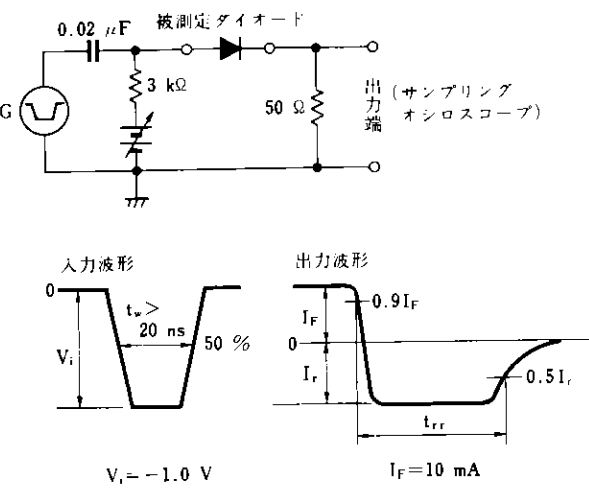 0.02 μF
被測定ダイオード
3 kΩ
G
50 Ω
出力端
(サンプリング
オシロスコープ)
入力波形
0
tw>
20 ns
50 %
Vi
Vi=−1.0 V
出力波形
0.9IF
IF
0
Ir
0.5Ir
trr
IF=10 mA